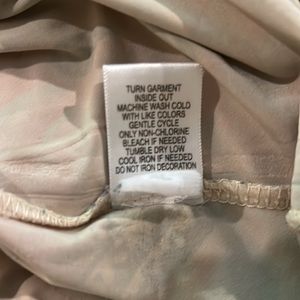 TURN GARMENT
INSIDE OUT
MACHINE WASH COLD
WITH LIKE COLORS
GENTLE CYCLE
ONLY NON-CHLORINE
BLEACH IF NEEDED
TUMBLE DRY LOW
COOL IRON IF NEEDED
DO NOT IRON DECORATION